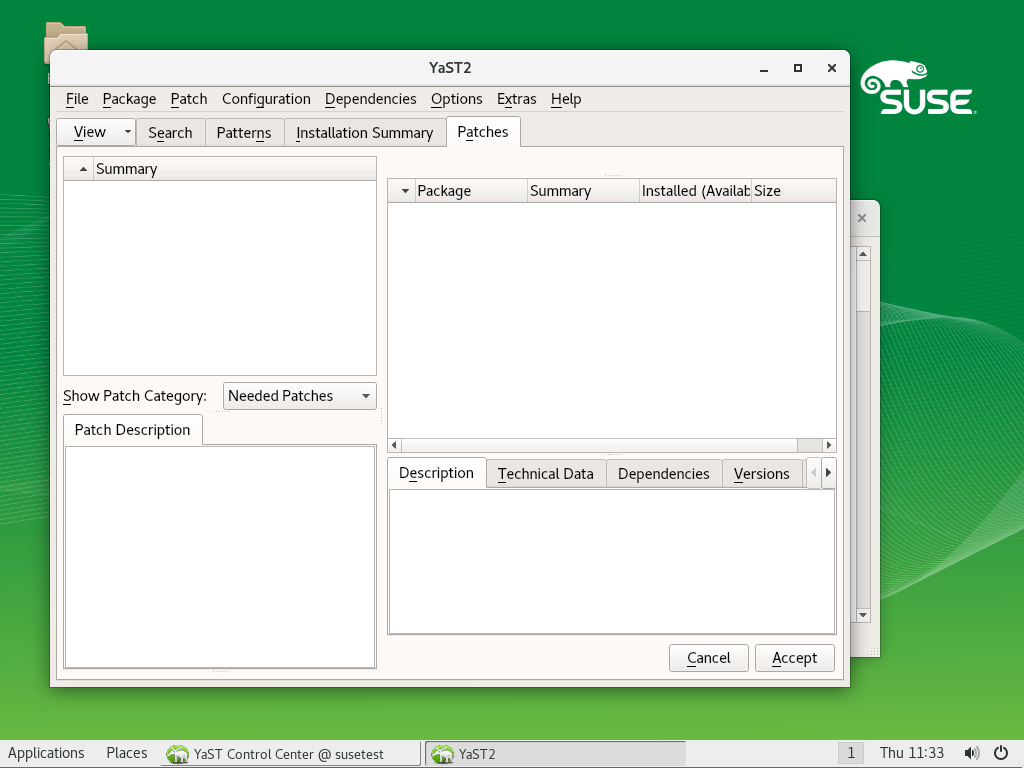 YaST2
File Package Patch Configuration Dependencies Options Extras Help
View Search Patterns Installation Summary Patches
SUSE
Summary
Package Summary Installed (Availab Size
Show Patch Category: Needed Patches
Patch Description
Description Technical Data Dependencies Versions
Cancel Accept
Applications Places YaST Control Center @ susetest YaST2 1 Thu 11:33